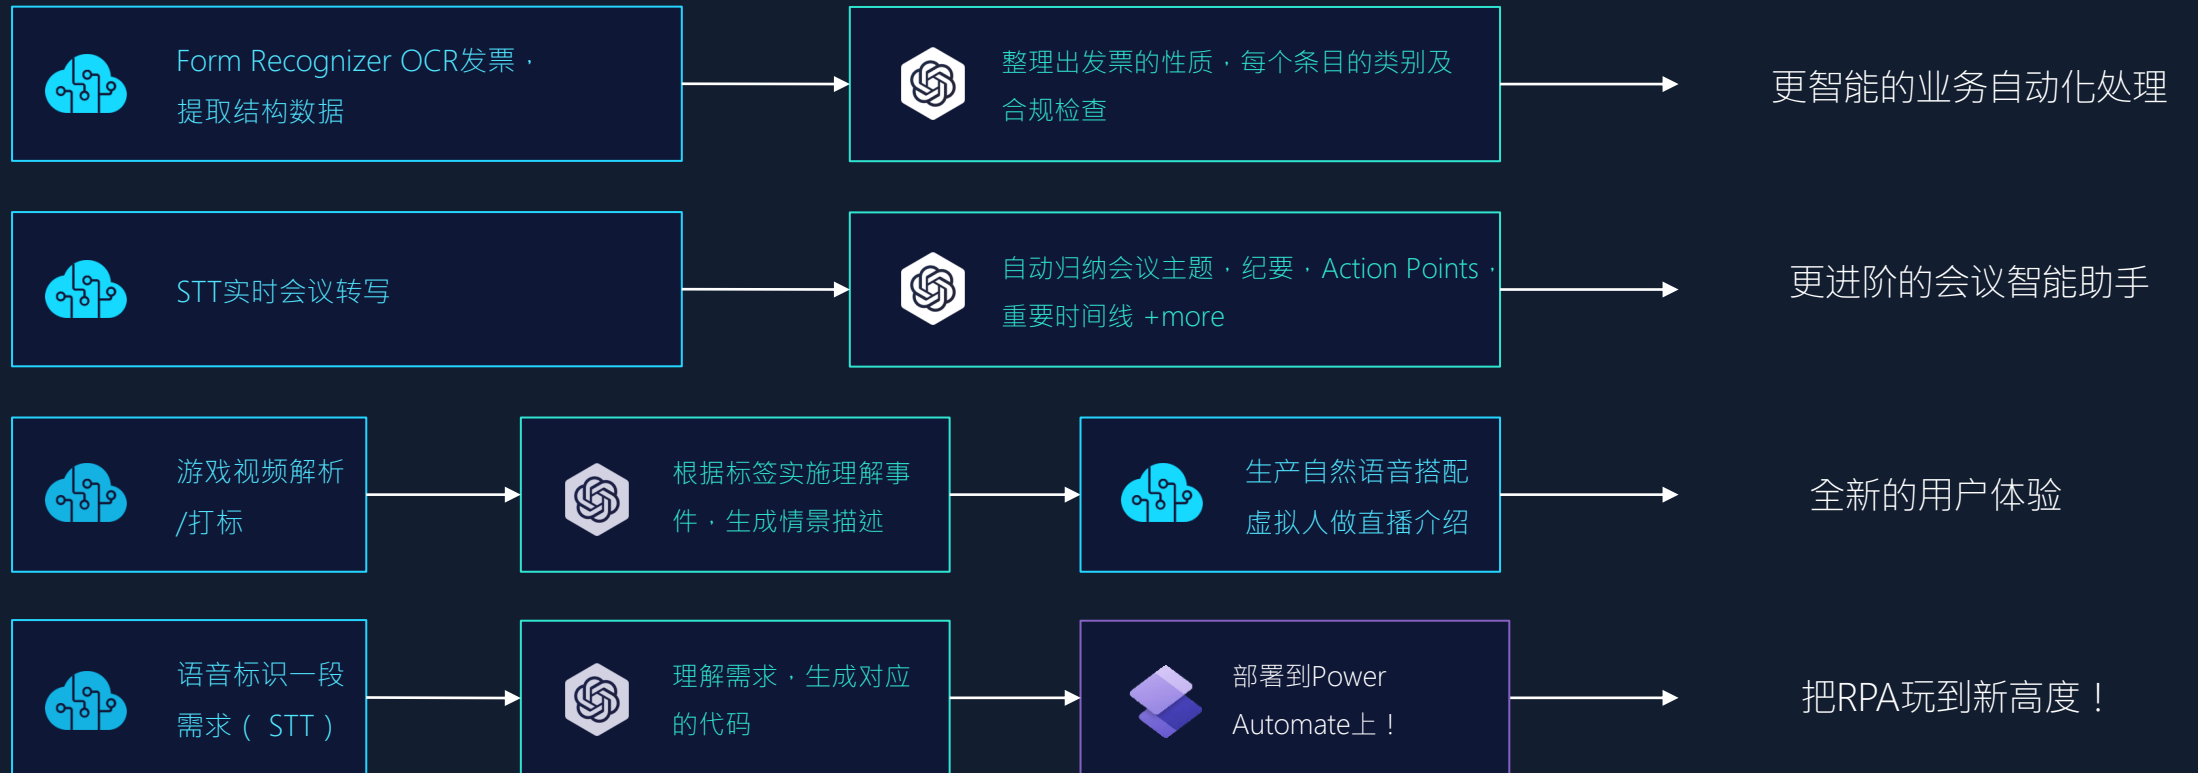 Form Recognizer OCR发票，
提取结构数据
整理出发票的性质，每个条目的类别及
合规检查
更智能的业务自动化处理
STT实时会议转写
自动归纳会议主题，纪要，Action Points，
重要时间线 +more
更进阶的会议智能助手
游戏视频解析
/打标
根据标签实施理解事
件，生成情景描述
生产自然语音搭配
虚拟人做直播介绍
全新的用户体验
语音标识一段
需求（ STT ）
理解需求，生成对应
的代码
部署到Power
Automate上！
把RPA玩到新高度！